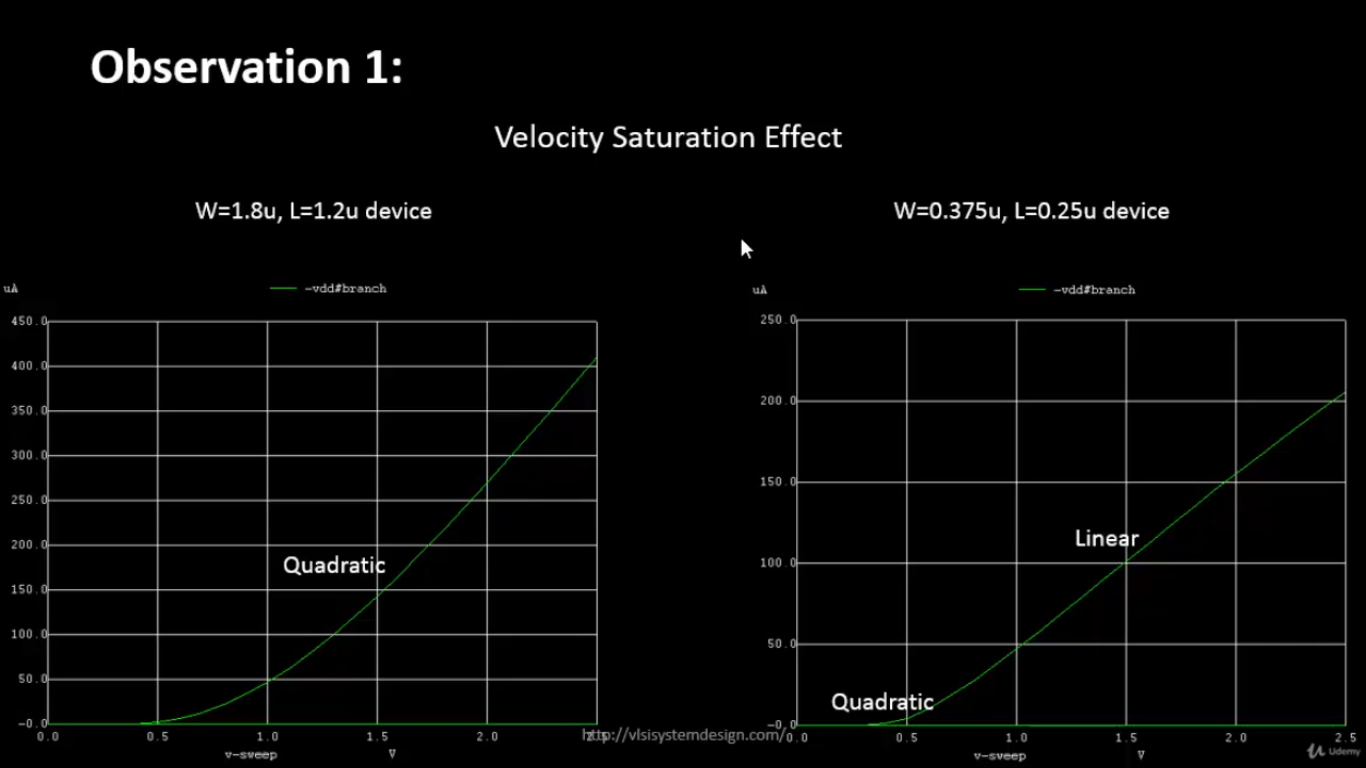 Observation 1:
Velocity Saturation Effect
W=1.8u, L=1.2u device
W=0.375u, L=0.25u device
uA
-vdd#branch
450.0
400.0
350.0
300.0
250.0
200.0
150.0
100.0
50.0
-0.0
Quadratic
0.0 0.5 1.0 1.5 2.0 2.5
v-sweep V
uA
-vdd#branch
250.0
200.0
150.0
100.0
50.0
-0.0
Linear
Quadratic
0.0 0.5 1.0 1.5 2.0 2.5
v-sweep V
http://vlsisystemdesign.com/
Udemy